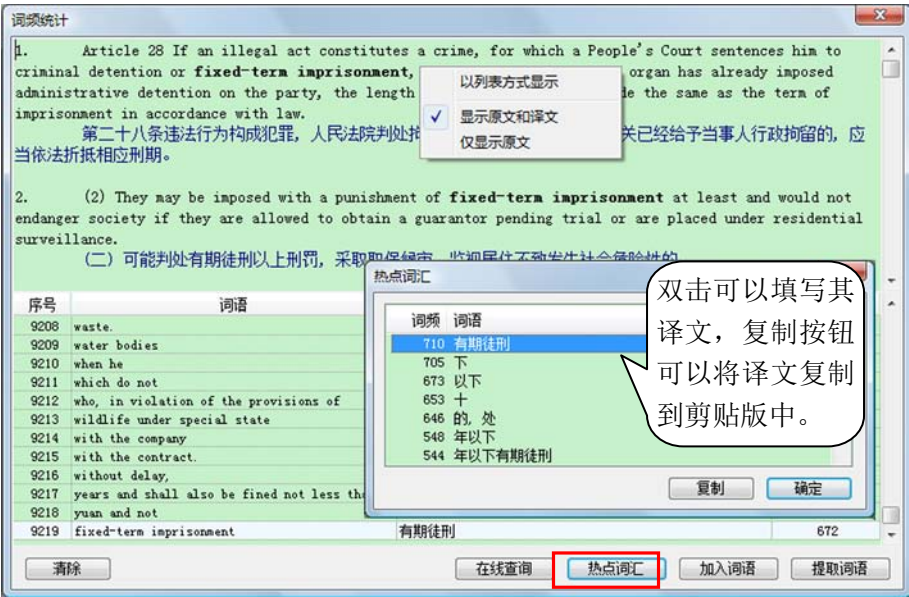 词频统计
1. Article 28 If an illegal act constitutes a crime, for which a People's Court sentences him to
criminal detention or fixed-term imprisonment, organ has already imposed
administrative detention on the party, the length de the same as the term of
imprisonment in accordance with law.
第二十八条违法行为构成犯罪，人民法院判处拘 关已经给予当事人行政拘留的，应
当依法折抵相应刑期。
以列表方式显示
✓ 显示原文和译文
仅显示原文
2. (2) They may be imposed with a punishment of fixed-term imprisonment at least and would not
endanger society if they are allowed to obtain a guarantor pending trial or are placed under residential
surveillance.
(二) 可能判处有期徒刑以上刑罚，采取取保候审、监视居住不致发生社会危险性的
序号 词语
9208 waste.
9209 water bodies
9210 when he
9211 which do not
9212 who, in violation of the provisions of
9213 wildlife under special state
9214 with the company
9215 with the contract.
9216 without delay,
9217 years and shall also be fined not less tha
9218 yuan and not
9219 fixed-term imprisonment 有期徒刑 672
热点词汇
词频 词语
710 有期徒刑
705 下
673 以下
653 十
646 的, 处
548 年以下
544 年以下有期徒刑
复制 确定
双击可以填写其
译文，复制按钮
可以将译文复制
到剪贴版中。
清除 在线查询 热点词汇 加入词语 提取词语